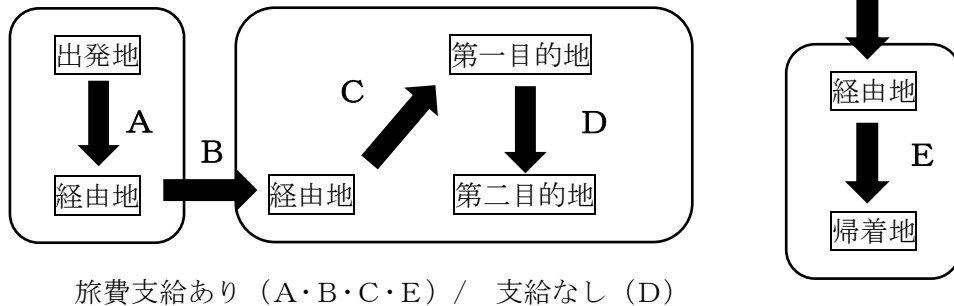 出発地
A
経由地
B
経由地
C
第一目的地
D
第二目的地
経由地
E
帰着地
旅費支給あり（A・B・C・E）/　支給なし（D）